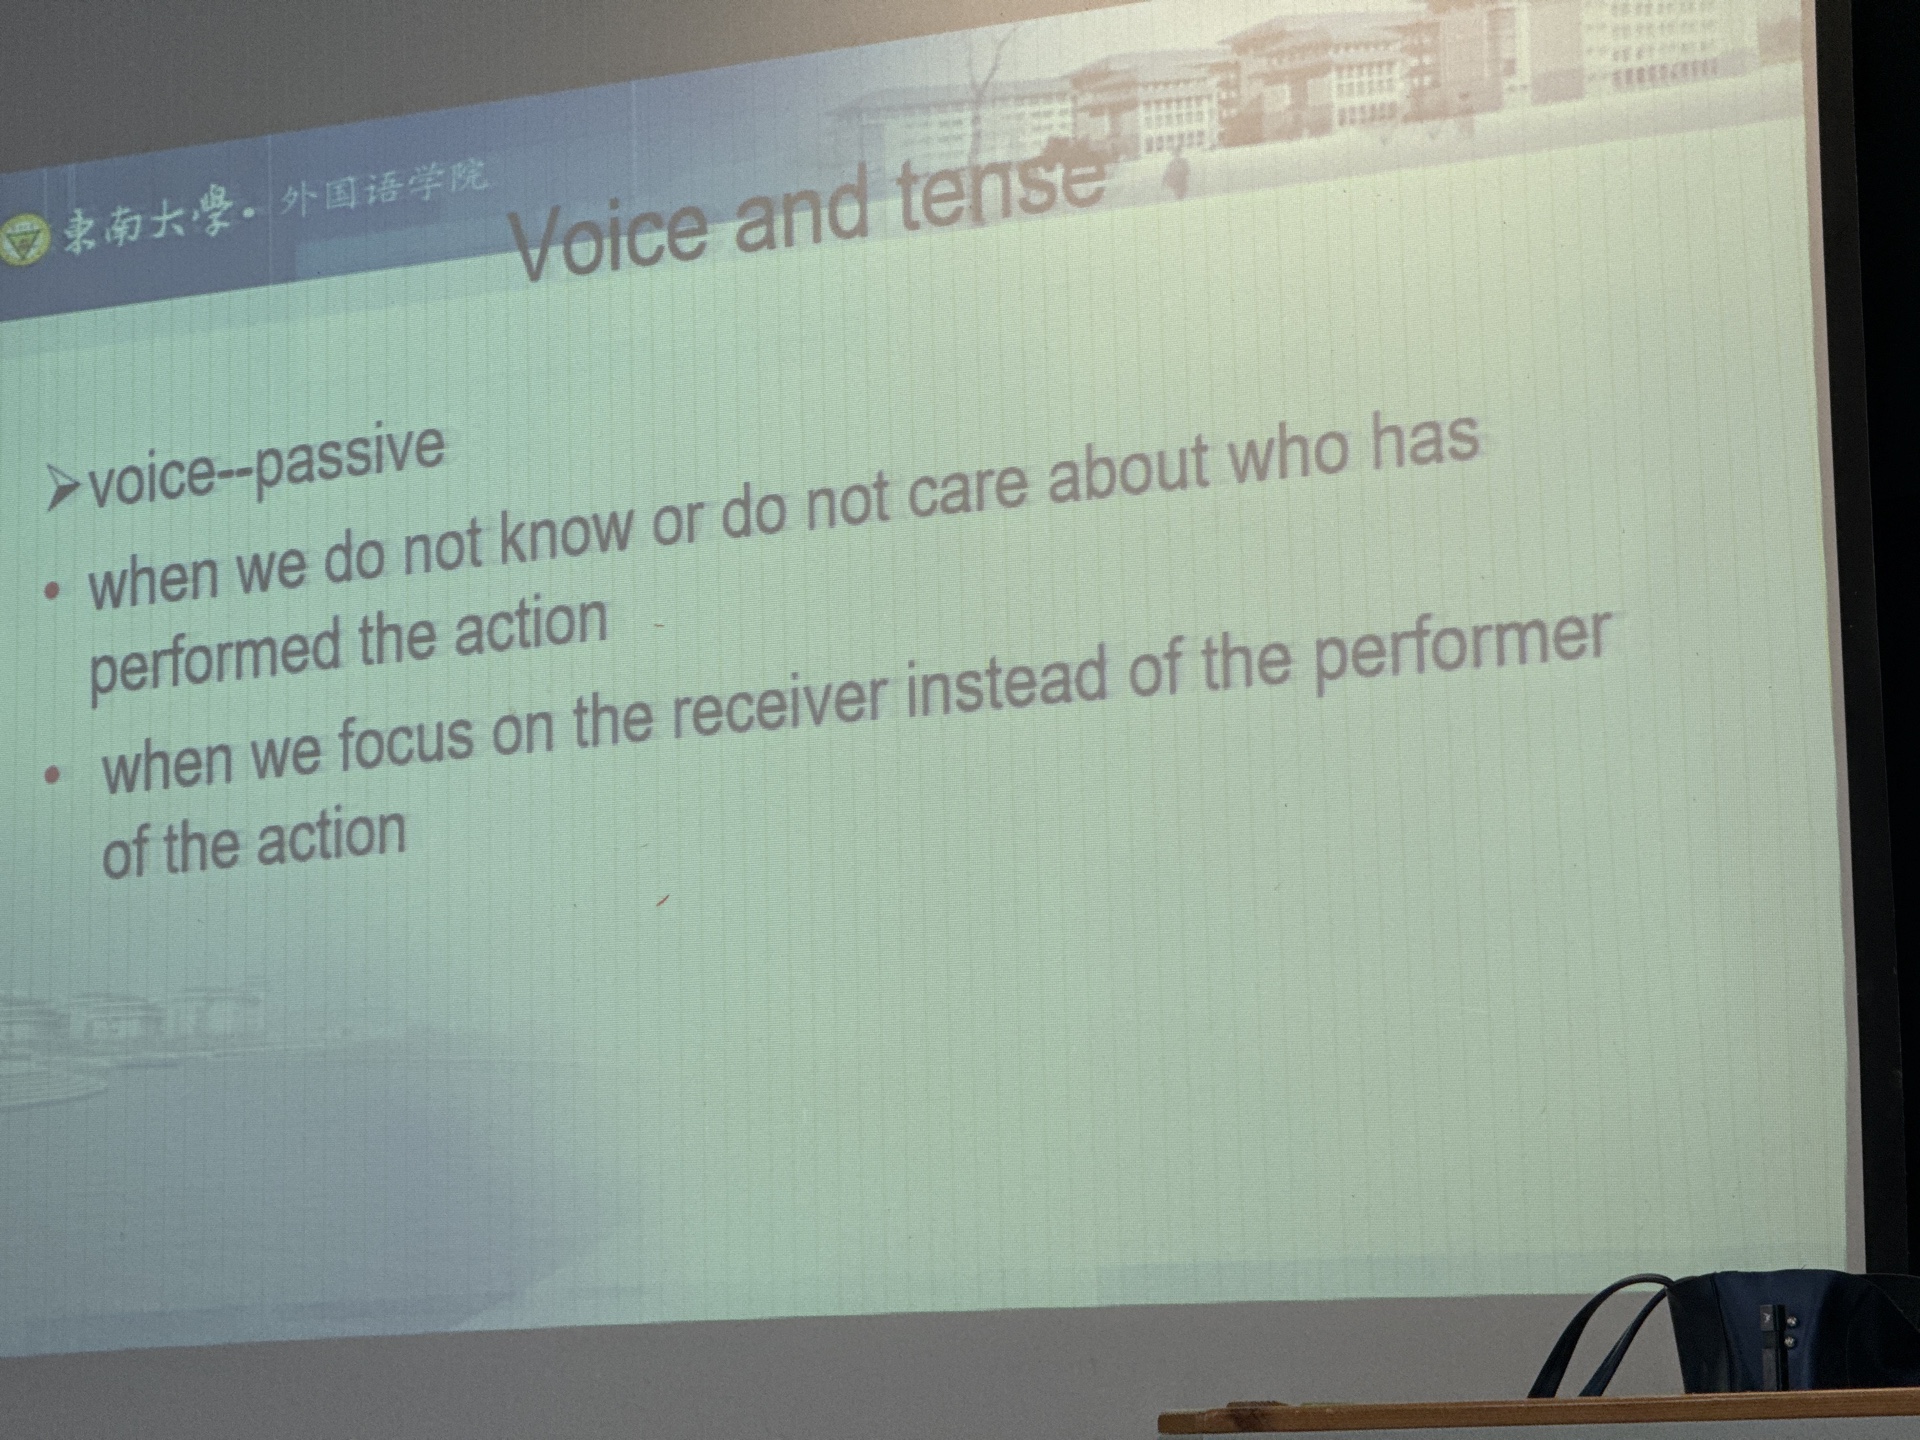 東南大學·外国语学院
Voice and tense
➢voice--passive
• when we do not know or do not care about who has
performed the action
• when we focus on the receiver instead of the performer
of the action